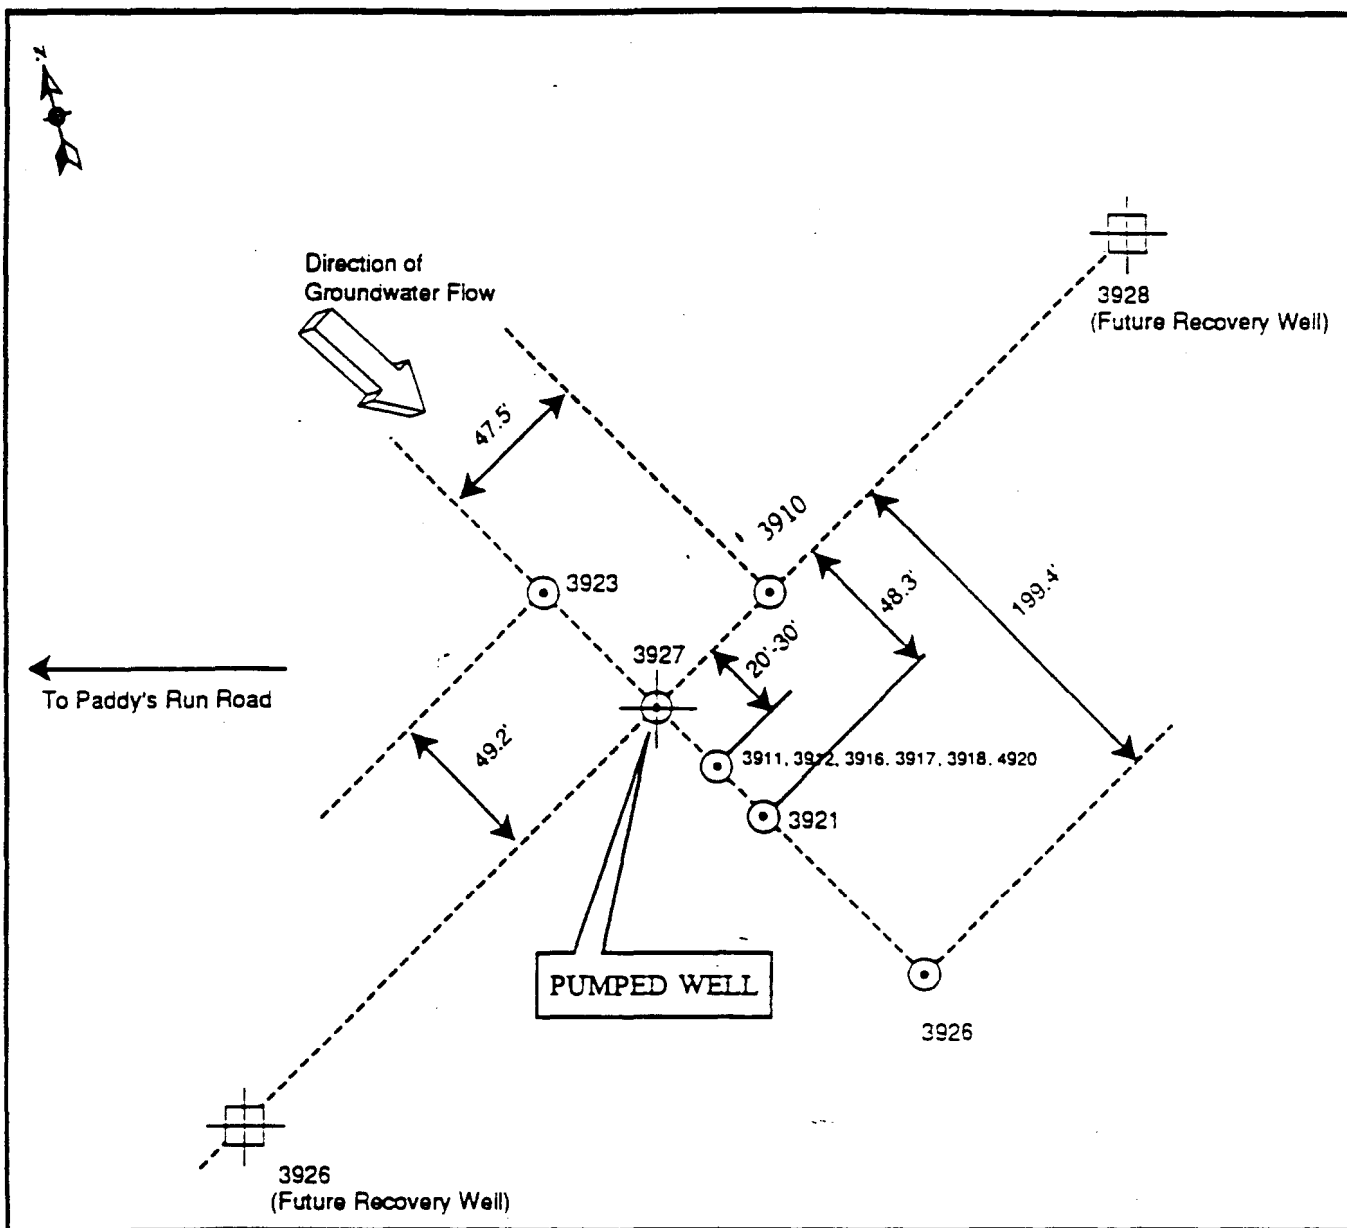 Direction of
Groundwater Flow
3928
(Future Recovery Well)
47.5'
3910
3923
48.3'
199.4'
20'-30'
3927
To Paddy's Run Road
49.2'
3911, 3912, 3916, 3917, 3918, 4920
3921
PUMPED WELL
3926
3926
(Future Recovery Well)